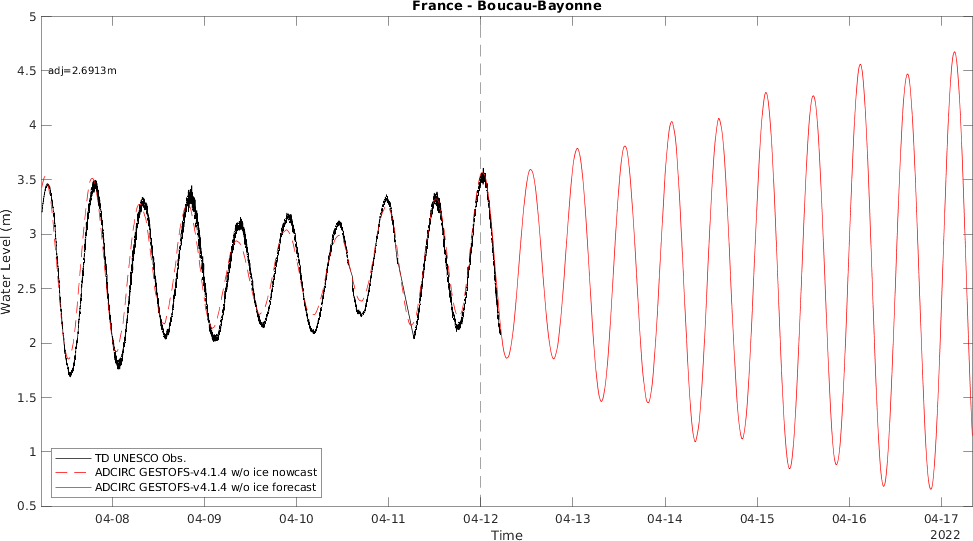 France - Boucau-Bayonne
5
4.5
4
3.5
3
2.5
2
1.5
1
0.5
Water Level (m)
adj=2.6913m
TD UNESCO Obs.
ADCIRC GESTOFS-v4.1.4 w/o ice nowcast
ADCIRC GESTOFS-v4.1.4 w/o ice forecast
04-08 04-09 04-10 04-11 04-12 04-13 04-14 04-15 04-16 04-17
Time
2022